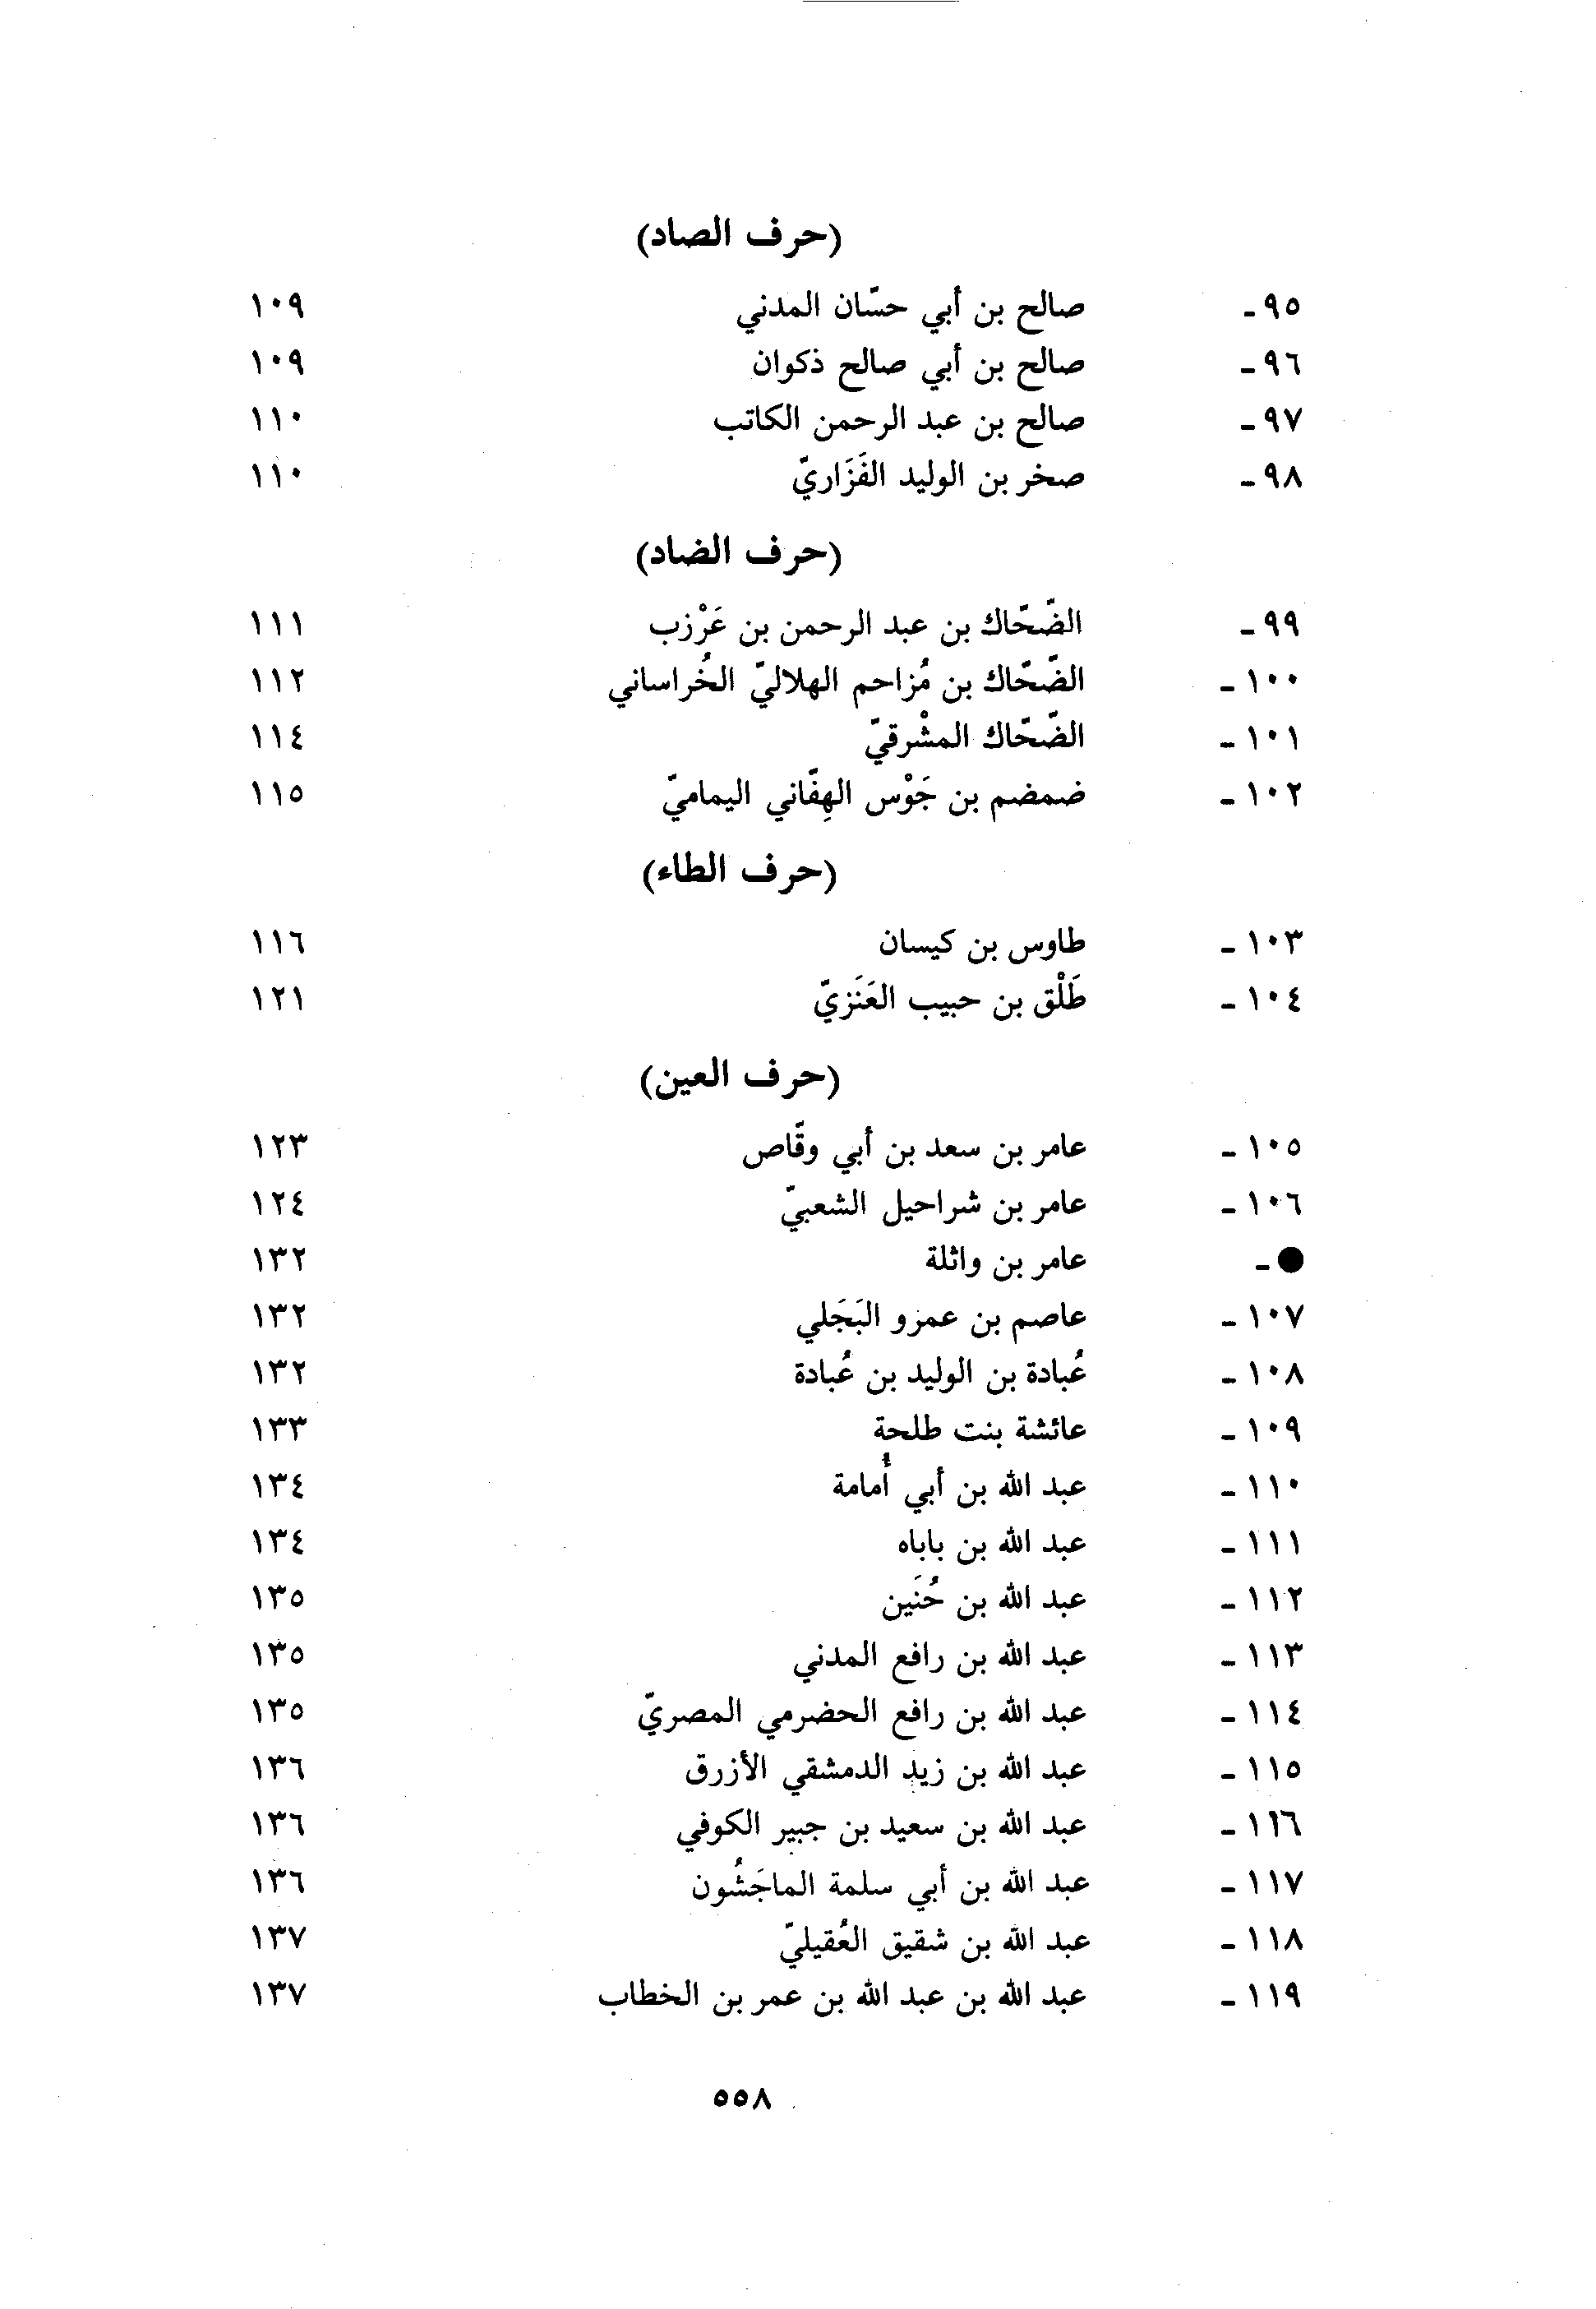 (حرف الصاد)
٩٥ - صالح بن أبي حسّان المدني ١٠٩
٩٦ - صالح بن أبي صالح ذكوان ١٠٩
٩٧ - صالح بن عبد الرحمن الكاتب ١١٠
٩٨ - صخر بن الوليد الفَزَاريّ ١١٠
(حرف الضاد)
٩٩ - الضّحّاك بن عبد الرحمن بن عَرْزب ١١١
١٠٠ - الضّحّاك بن مُزاحم الهلاليّ الخُراساني ١١٢
١٠١ - الضّحّاك المشْرقيّ ١١٤
١٠٢ - ضمضم بن جَوْس الهِفّاني اليماميّ ١١٥
(حرف الطاء)
١٠٣ - طاوس بن كيسان ١١٦
١٠٤ - طَلْق بن حبيب العَنَزيّ ١٢١
(حرف العين)
١٠٥ - عامر بن سعد بن أبي وقّاص ١٢٣
١٠٦ - عامر بن شراحيل الشعبيّ ١٢٤
● - عامر بن واثلة ١٣٢
١٠٧ - عاصم بن عمرو البَجَلي ١٣٢
١٠٨ - عُبادة بن الوليد بن عُبادة ١٣٢
١٠٩ - عائشة بنت طلحة ١٣٣
١١٠ - عبد الله بن أبي أُمامة ١٣٤
١١١ - عبد الله بن باباه ١٣٤
١١٢ - عبد الله بن حُنَين ١٣٥
١١٣ - عبد الله بن رافع المدني ١٣٥
١١٤ - عبد الله بن رافع الحضرمي المصريّ ١٣٥
١١٥ - عبد الله بن زيد الدمشقي الأزرق ١٣٦
١١٦ - عبد الله بن سعيد بن جبير الكوفي ١٣٦
١١٧ - عبد الله بن أبي سلمة الماجَشُون ١٣٦
١١٨ - عبد الله بن شقيق العُقيليّ ١٣٧
١١٩ - عبد الله بن عبد الله بن عمر بن الخطاب ١٣٧
٥٥٨